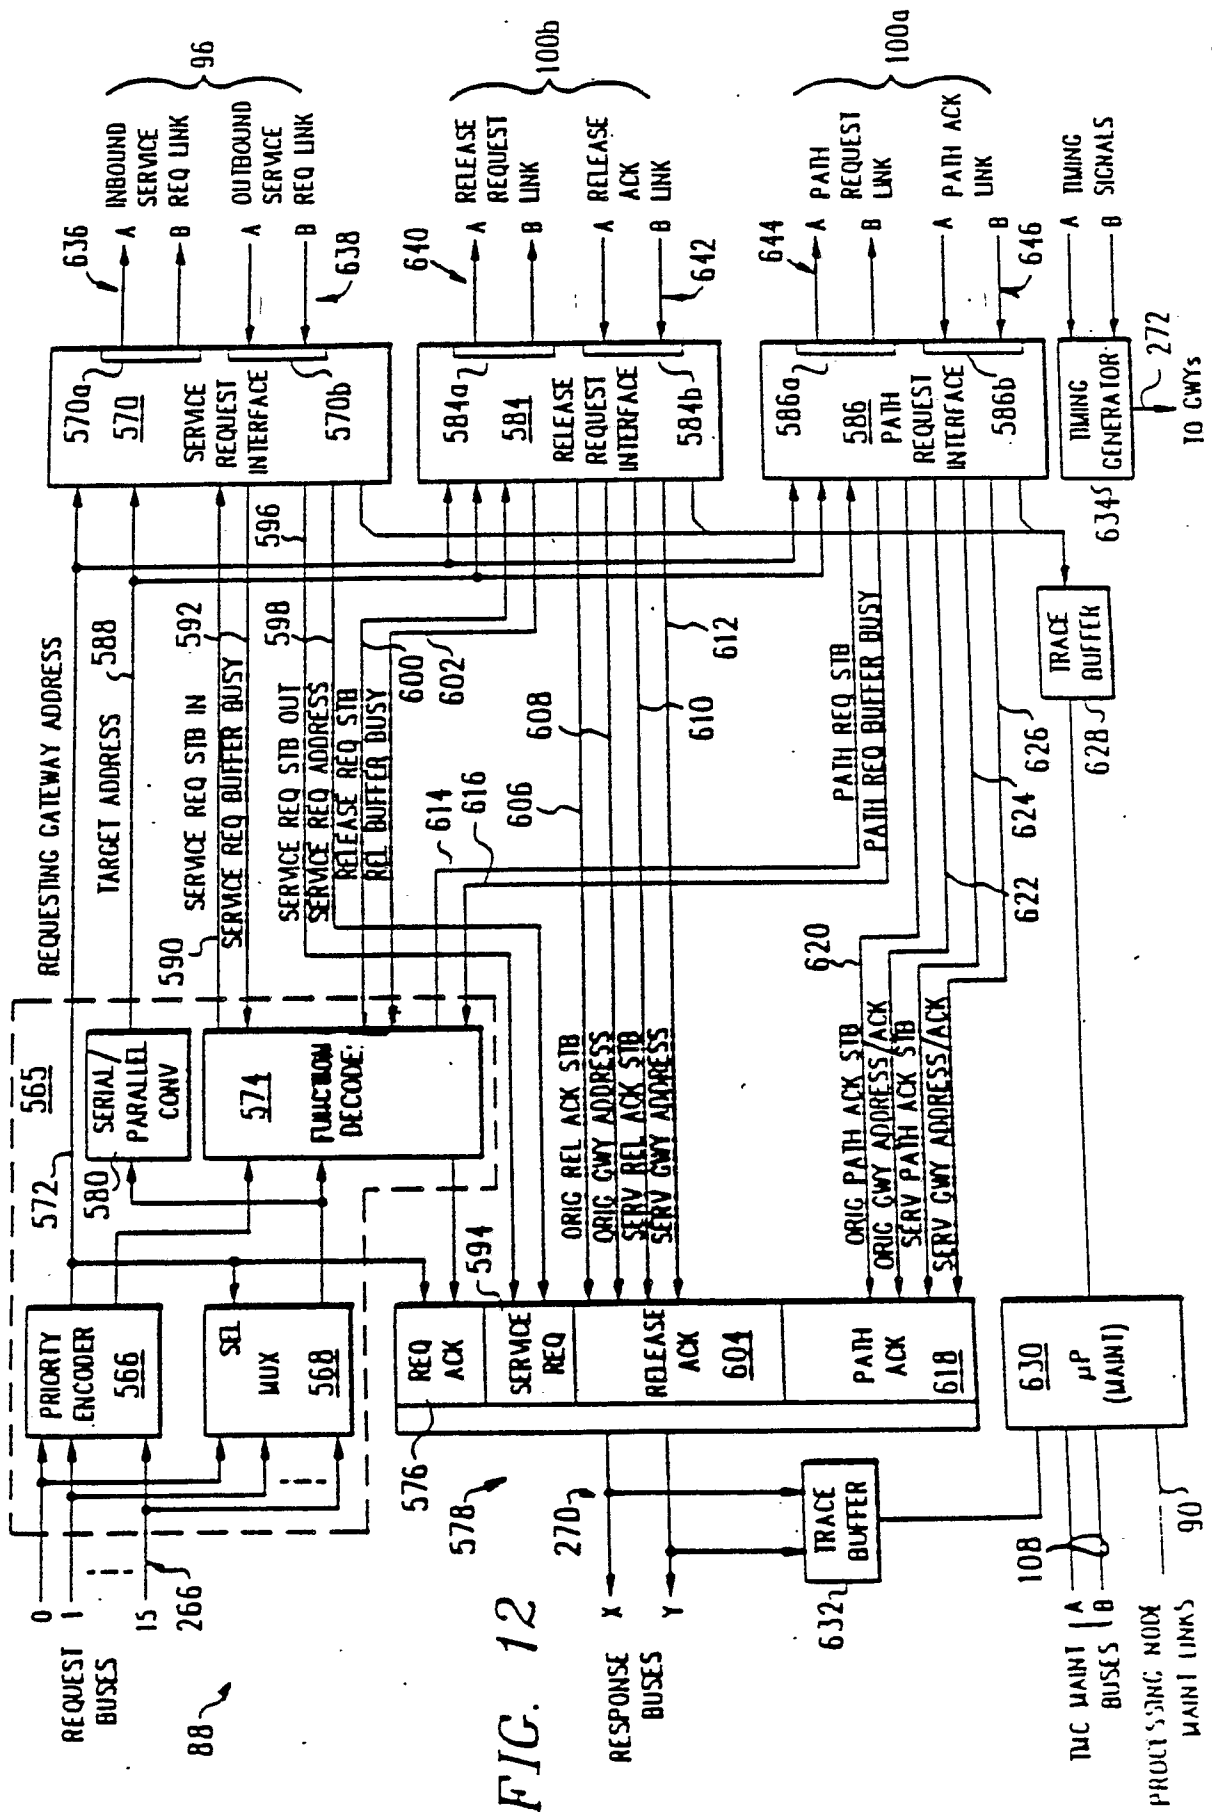 REQUEST
BUSES
0
1
15
266
88
PRIORITY
ENCODER
566
SEL
MUX
568
572
565
SERIAL/
PARALLEL
CONV
580
574
FUNCTION
DECODE
REQUESTING GATEWAY ADDRESS
TARGET ADDRESS
588
590
SERVICE REQ STB IN
592
SERVICE REQ BUFFER BUSY
SERVICE REQ STB OUT
596
SERVICE REQ ADDRESS
598
RELEASE REQ STB
600
REL BUFFER BUSY
602
614
616
570a
570
SERVICE
REQUEST
INTERFACE
570b
636
A
B
INBOUND
SERVICE
REQ LINK
OUTBOUND
SERVICE
REQ LINK
A
B
638
96
584a
584
RELEASE
REQUEST
INTERFACE
584b
640
A
B
RELEASE
REQUEST
LINK
RELEASE
ACK
LINK
A
B
642
100b
586a
586
PATH
REQUEST
INTERFACE
586b
644
A
B
PATH
REQUEST
LINK
PATH ACK
LINK
A
B
646
100a
TIMING
GENERATOR
634
A
B
TIMING
SIGNALS
272
TO GWYs
REQ
ACK
576
SERVICE
REQ
594
RELEASE
ACK
604
PATH
ACK
618
578
ORIG REL ACK STB
606
ORIG GWY ADDRESS
608
SERV REL ACK STB
610
SERV GWY ADDRESS
612
PATH REQ STB
PATH REQ BUFFER BUSY
ORIG PATH ACK STB
620
ORIG GWY ADDRESS/ACK
622
SERV PATH ACK STB
624
SERV GWY ADDRESS/ACK
626
TRACE
BUFFER
628
RESPONSE
BUSES
X
Y
270
TRACE
BUFFER
632
630
μP
(MAINT)
TMC MAINT
BUSES
A
B
108
PROCESSING NODE
MAINT LINKS
90
FIG. 12